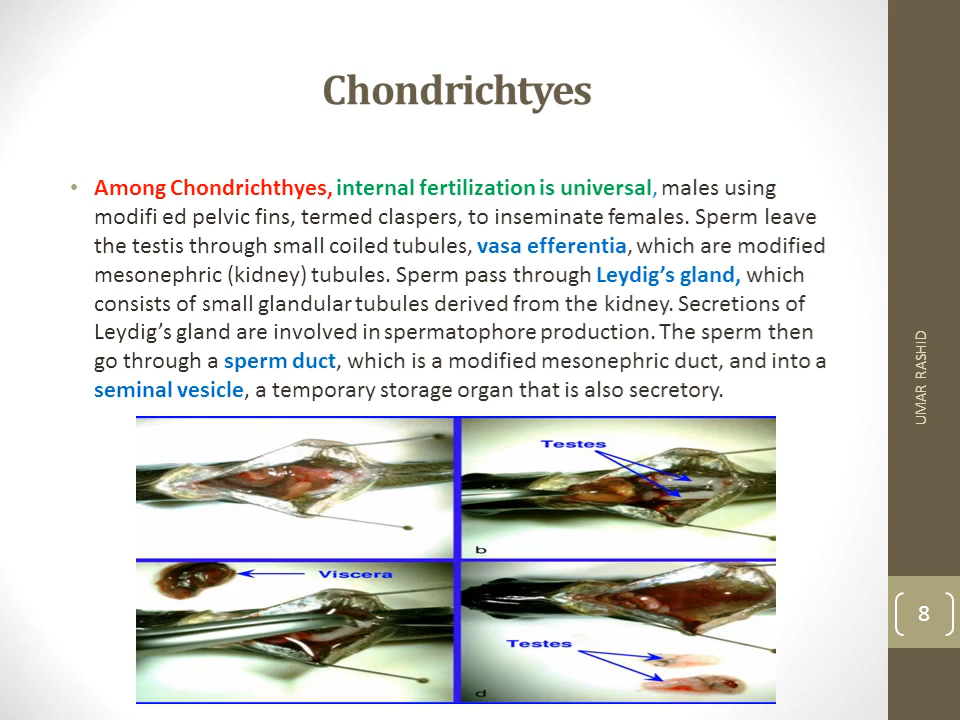 Chondrichtyes
• Among Chondrichthyes, internal fertilization is universal, males using
modifi ed pelvic fins, termed claspers, to inseminate females. Sperm leave
the testis through small coiled tubules, vasa efferentia, which are modified
mesonephric (kidney) tubules. Sperm pass through Leydig’s gland, which
consists of small glandular tubules derived from the kidney. Secretions of
Leydig’s gland are involved in spermatophore production. The sperm then
go through a sperm duct, which is a modified mesonephric duct, and into a
seminal vesicle, a temporary storage organ that is also secretory.
Testes
b
Viscera
Testes
d
UMAR RASHID
8